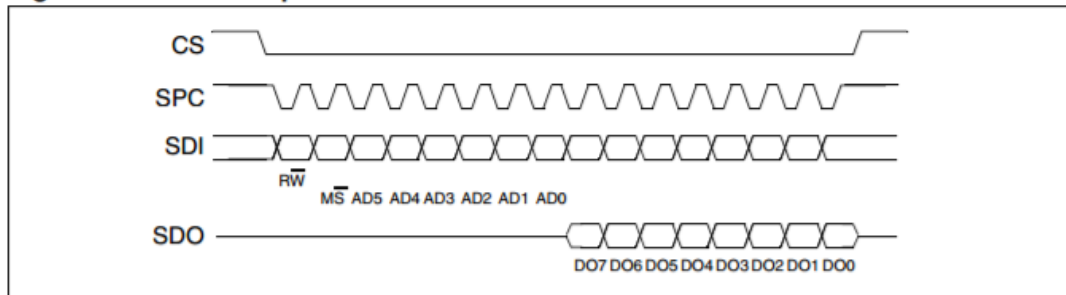 CS
SPC
SDI
RW̅
MS̅ AD5 AD4 AD3 AD2 AD1 AD0
SDO
DO7 DO6 DO5 DO4 DO3 DO2 DO1 DO0